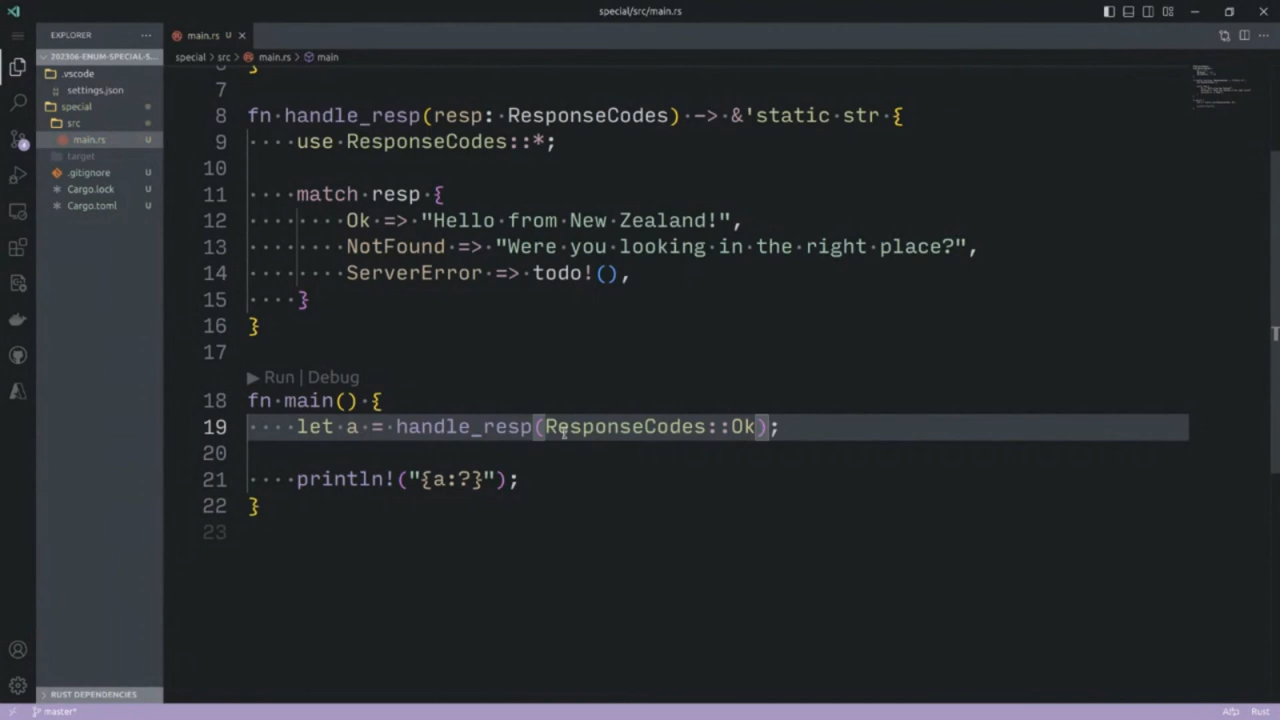 special/src/main.rs
EXPLORER ···
main.rs U
202306-ENUM-SPECIAL-S...
special > src > main.rs > main
.vscode
settings.json
special
src
main.rs U
target
.gitignore U
Cargo.lock U
Cargo.toml U
}
7
8 fn handle_resp(resp: ResponseCodes) -> &'static str {
9 ····use ResponseCodes::*;
10
11 ····match resp {
12 ········Ok => "Hello from New Zealand!",
13 ········NotFound => "Were you looking in the right place?",
14 ········ServerError => todo!(),
15 ····}
16 }
17
▶ Run | Debug
18 fn main() {
19 ····let a = handle_resp(ResponseCodes::Ok);
20
21 ····println!("{a:?}");
22 }
23
RUST DEPENDENCIES
master*
Rust